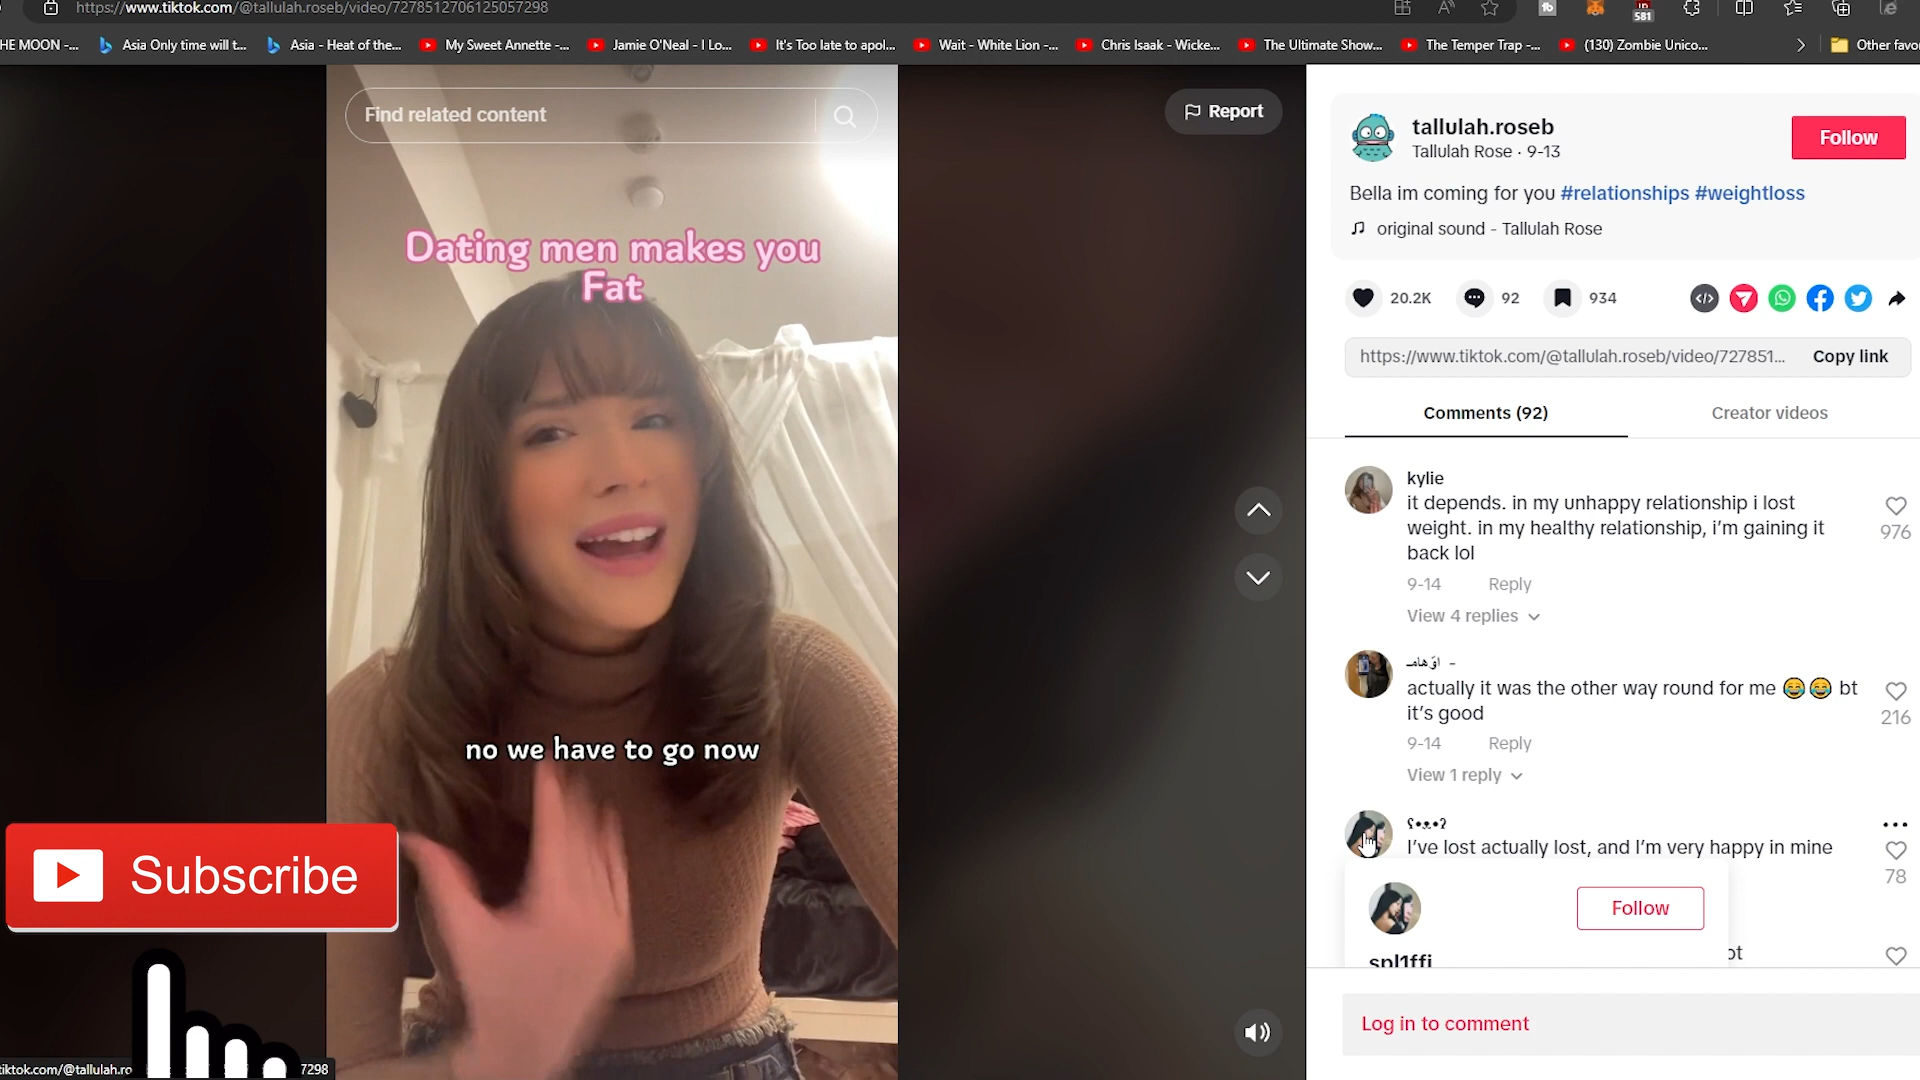 https://www.tiktok.com/@tallulah.roseb/video/7278512706125057298
581
HE MOON -...
Asia Only time will t...
Asia - Heat of the...
My Sweet Annette -...
Jamie O'Neal - I Lo...
It's Too late to apol...
Wait - White Lion -...
Chris Isaak - Wicke...
The Ultimate Show...
The Temper Trap -...
(130) Zombie Unico...
Other favo
Find related content
Report
Dating men makes you
Fat
no we have to go now
Subscribe
tiktok.com/@tallulah.ro
7298
tallulah.roseb
Tallulah Rose · 9-13
Follow
Bella im coming for you #relationships #weightloss
original sound - Tallulah Rose
20.2K
92
934
https://www.tiktok.com/@tallulah.roseb/video/727851...
Copy link
Comments (92)
Creator videos
kylie
it depends. in my unhappy relationship i lost
weight. in my healthy relationship, i'm gaining it
back lol
976
9-14
Reply
View 4 replies
actually it was the other way round for me 😂😂 bt
it's good
216
9-14
Reply
View 1 reply
ʕ•ᴥ•ʔ
I've lost actually lost, and I'm very happy in mine
78
Follow
spl1ffi
ot
Log in to comment